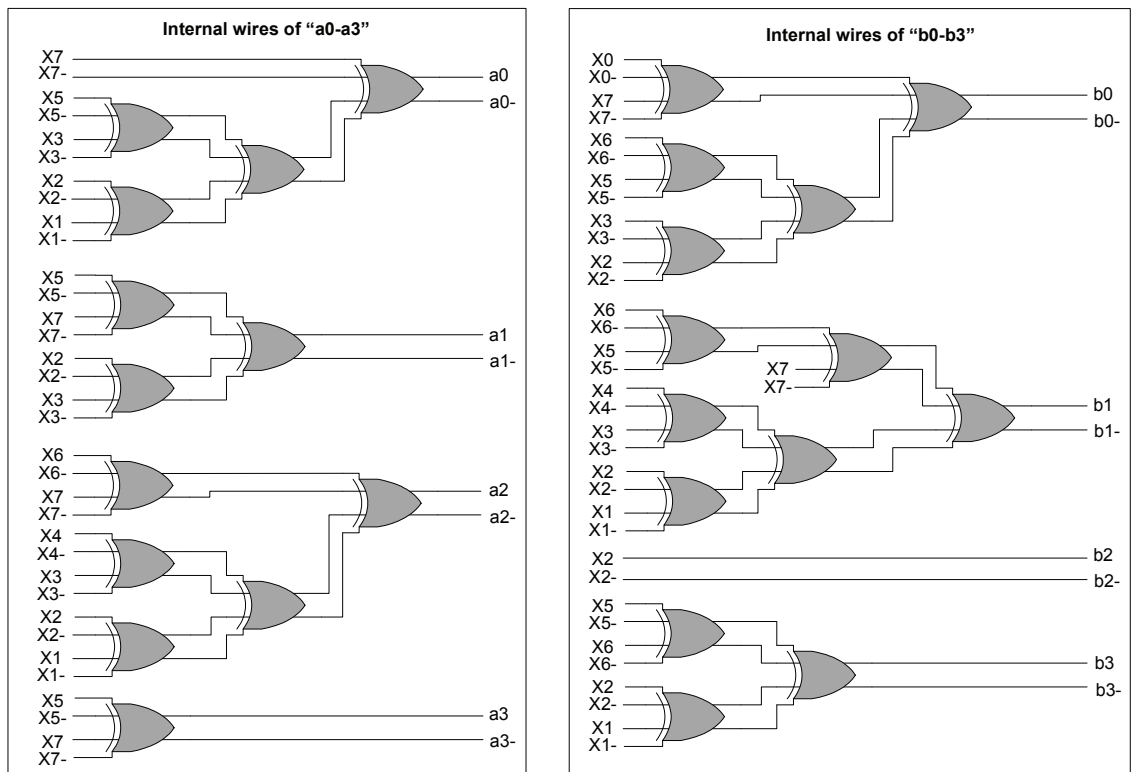 Internal wires of “a0-a3”
X7
X7-
X5
X5-
X3
X3-
X2
X2-
X1
X1-
a0
a0-
X5
X5-
X7
X7-
X2
X2-
X3
X3-
a1
a1-
X6
X6-
X7
X7-
X4
X4-
X3
X3-
X2
X2-
X1
X1-
a2
a2-
X5
X5-
X7
X7-
a3
a3-
Internal wires of “b0-b3”
X0
X0-
X7
X7-
X6
X6-
X5
X5-
X3
X3-
X2
X2-
b0
b0-
X6
X6-
X5
X5-
X7
X7-
X4
X4-
X3
X3-
X2
X2-
X1
X1-
b1
b1-
X2
X2-
b2
b2-
X5
X5-
X6
X6-
X2
X2-
X1
X1-
b3
b3-